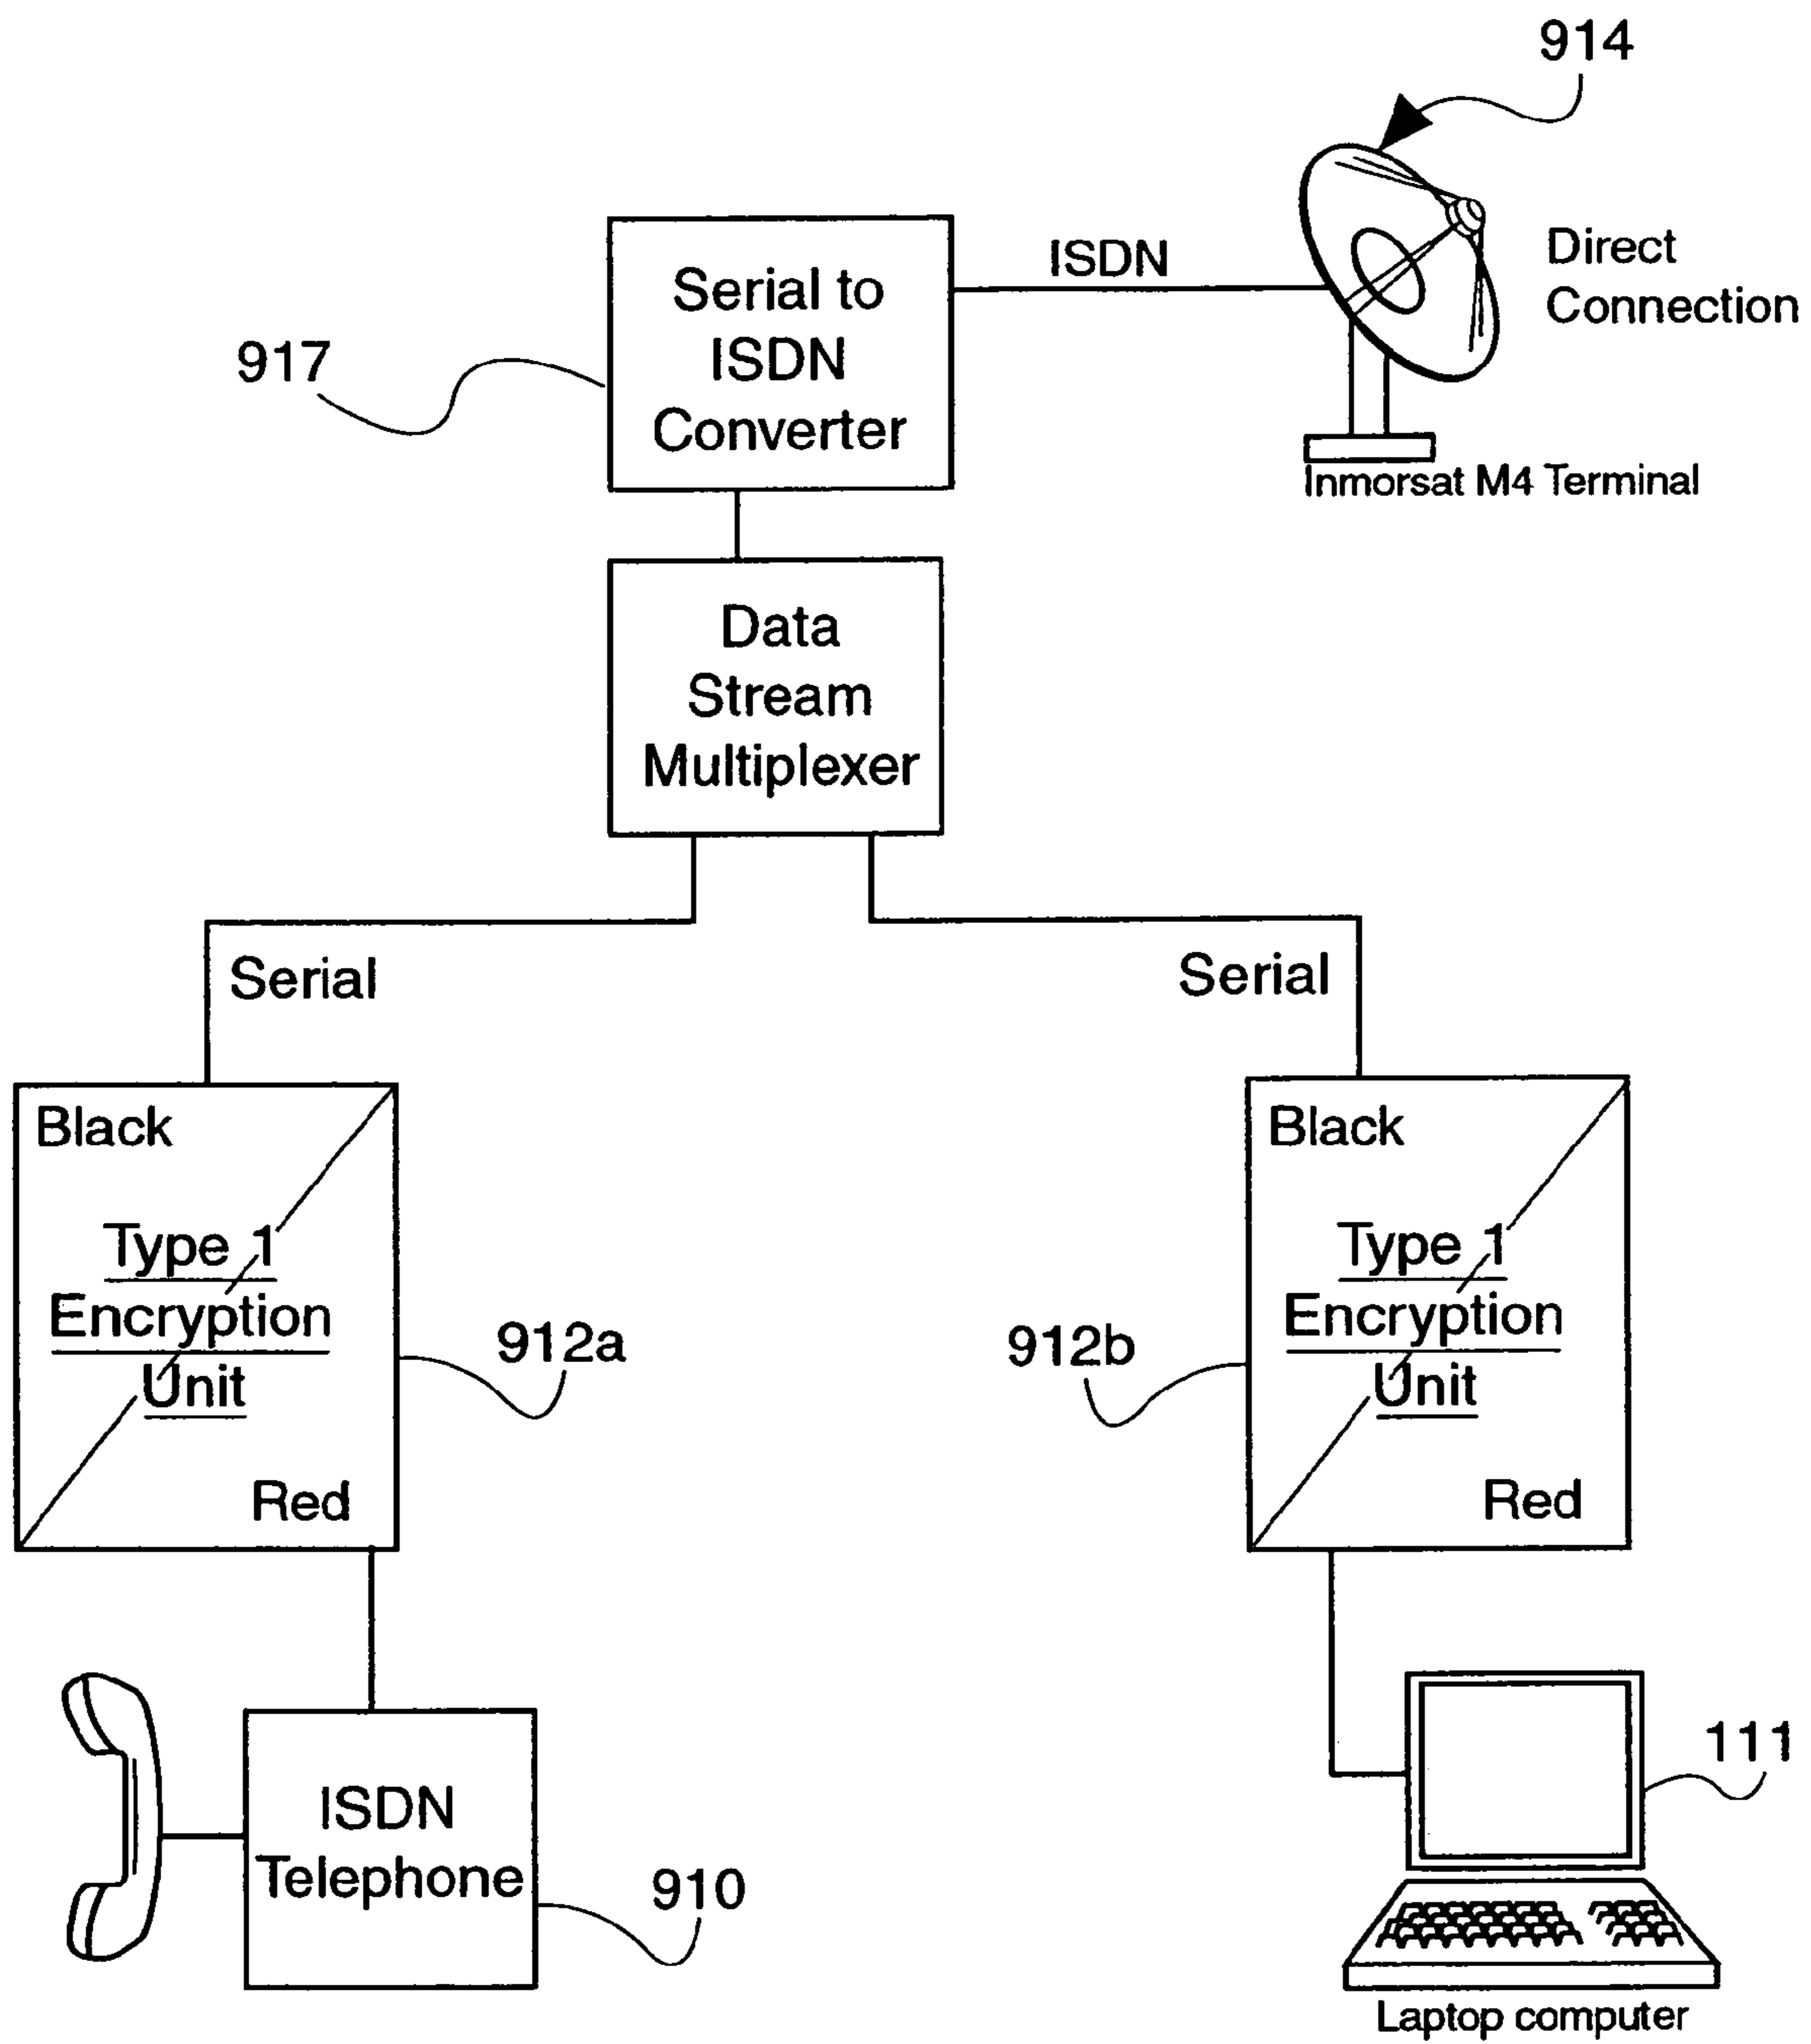 914
Serial to
ISDN
Converter
ISDN
Direct
Connection
917
Inmorsat M4 Terminal
Data
Stream
Multiplexer
Serial
Serial
Black
Type 1
Encryption
Unit
Red
912a
912b
Black
Type 1
Encryption
Unit
Red
ISDN
Telephone
910
111
Laptop computer